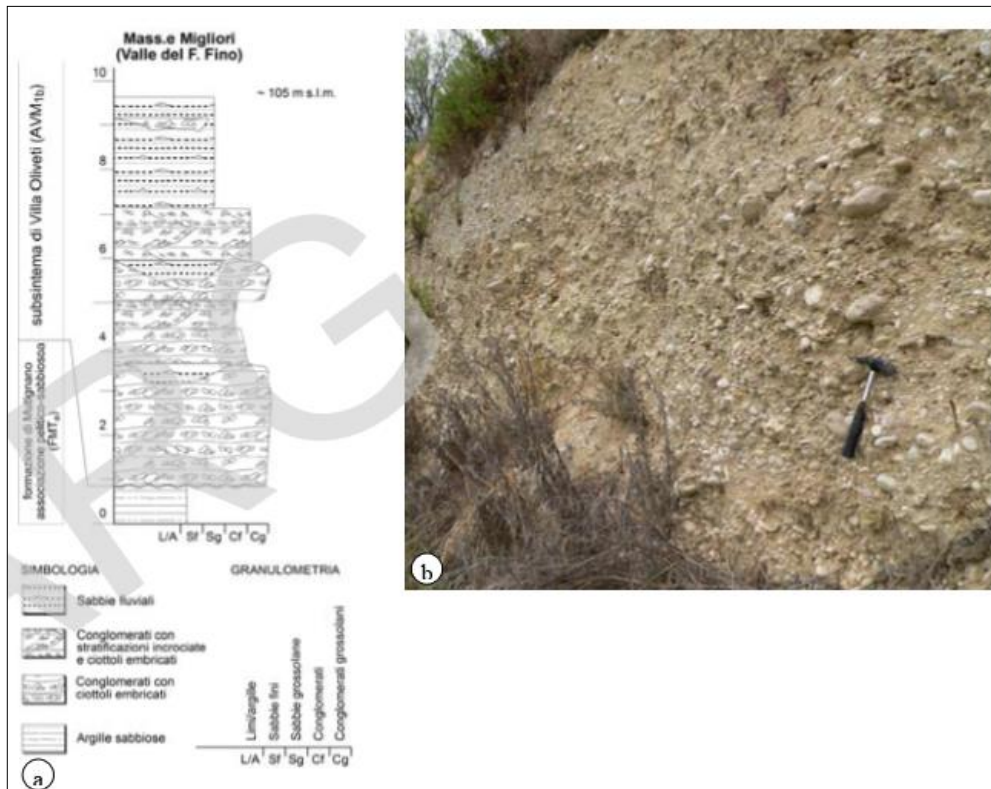 Mass.e Migliori
(Valle del F. Fino)
~ 105 m s.l.m.
10
8
6
4
2
0
subsintema di Villa Oliveti (AVM1b)
formazione di Mutignano
associazione pelitico-sabbiosa
(FMTa)
L/A Sf Sg Cf Cg
SIMBOLOGIA
Sabbie fluviali
Conglomerati con
stratificazioni incrociate
e ciottoli embricati
Conglomerati con
ciottoli embricati
Argille sabbiose
GRANULOMETRIA
Limi/argille
Sabbie fini
Sabbie grossolane
Conglomerati
Conglomerati grossolani
L/A Sf Sg Cf Cg
a
b